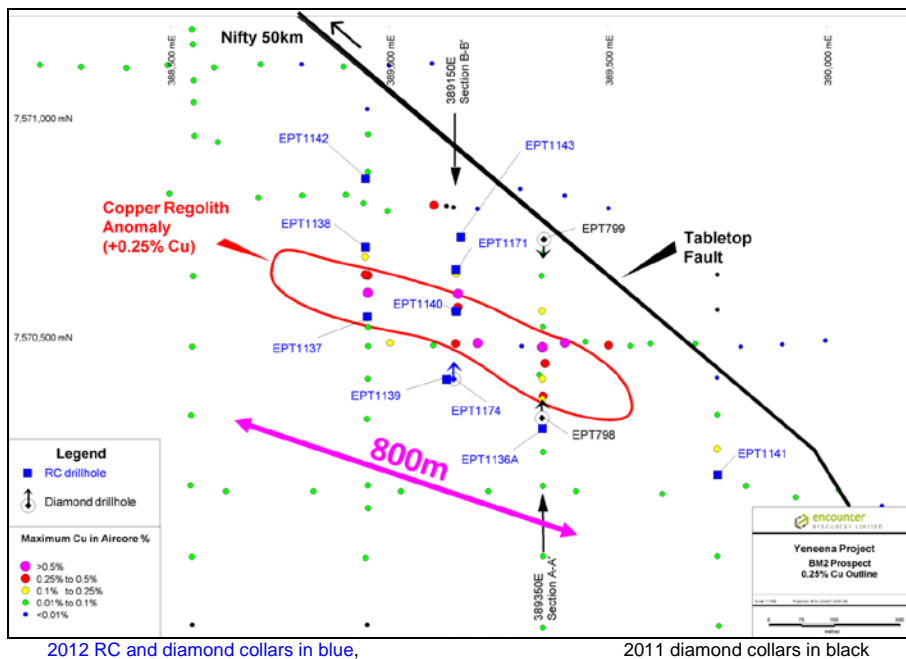 Nifty 50km
388,500 mE
389,000 mE
389150E
Section B-B'
389,500 mE
390,000 mE
7,571,000 mN
EPT1142
EPT1143
Copper Regolith
Anomaly
(+0.25% Cu)
EPT1138
EPT1171
EPT799
Tabletop
Fault
EPT1140
7,570,500 mN
EPT1137
EPT1139
EPT1174
EPT798
EPT1136A
EPT1141
800m
389350E
Section A-A'
Legend
RC drillhole
Diamond drillhole
Maximum Cu in Aircore %
>0.5%
0.25% to 0.5%
0.1% to 0.25%
0.01% to 0.1%
<0.01%
encounter
RESOURCES LIMITED
Yeneena Project
BM2 Prospect
0.25% Cu Outline
0 75 150 300
metres
2012 RC and diamond collars in blue, 2011 diamond collars in black